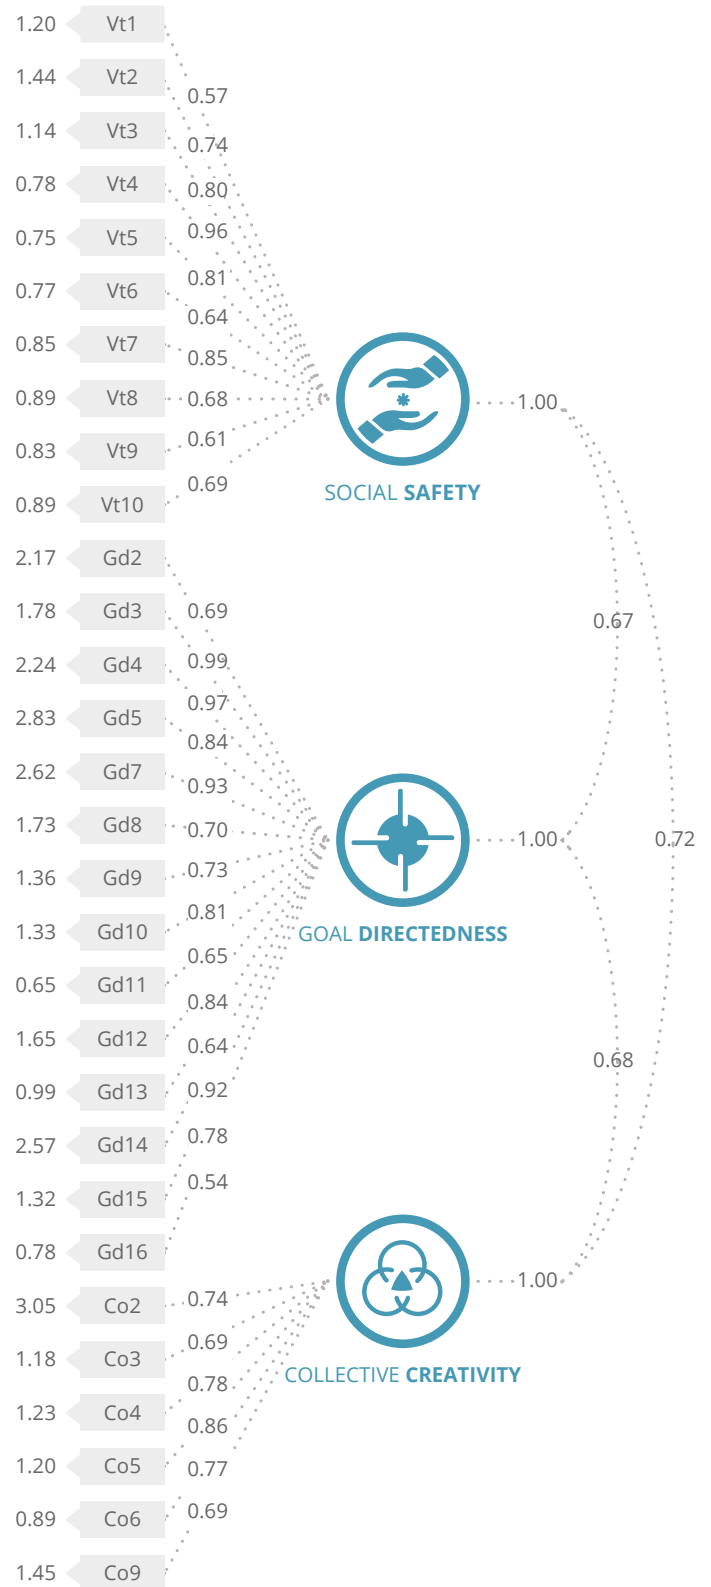 1.20 Vt1
1.44 Vt2
0.57
1.14 Vt3
0.74
0.78 Vt4
0.80
0.96
0.75 Vt5
0.81
0.77 Vt6
0.64
0.85 Vt7
0.85
0.89 Vt8 0.68 1.00
0.61
0.83 Vt9
0.69
SOCIAL SAFETY
0.89 Vt10
2.17 Gd2
1.78 Gd3 0.69
0.67
2.24 Gd4 0.99
0.97
2.83 Gd5
0.84
2.62 Gd7
0.93
1.73 Gd8 0.70
1.00 0.72
0.73
1.36 Gd9
0.81
1.33 Gd10 GOAL DIRECTEDNESS
0.65
0.65 Gd11
0.84
1.65 Gd12
0.64
0.68
0.99 Gd13 0.92
0.78
2.57 Gd14
0.54
1.32 Gd15
0.78 Gd16
1.00
3.05 Co2 0.74
0.69
1.18 Co3
COLLECTIVE CREATIVITY
0.78
1.23 Co4
0.86
1.20 Co5 0.77
0.69
0.89 Co6
1.45 Co9